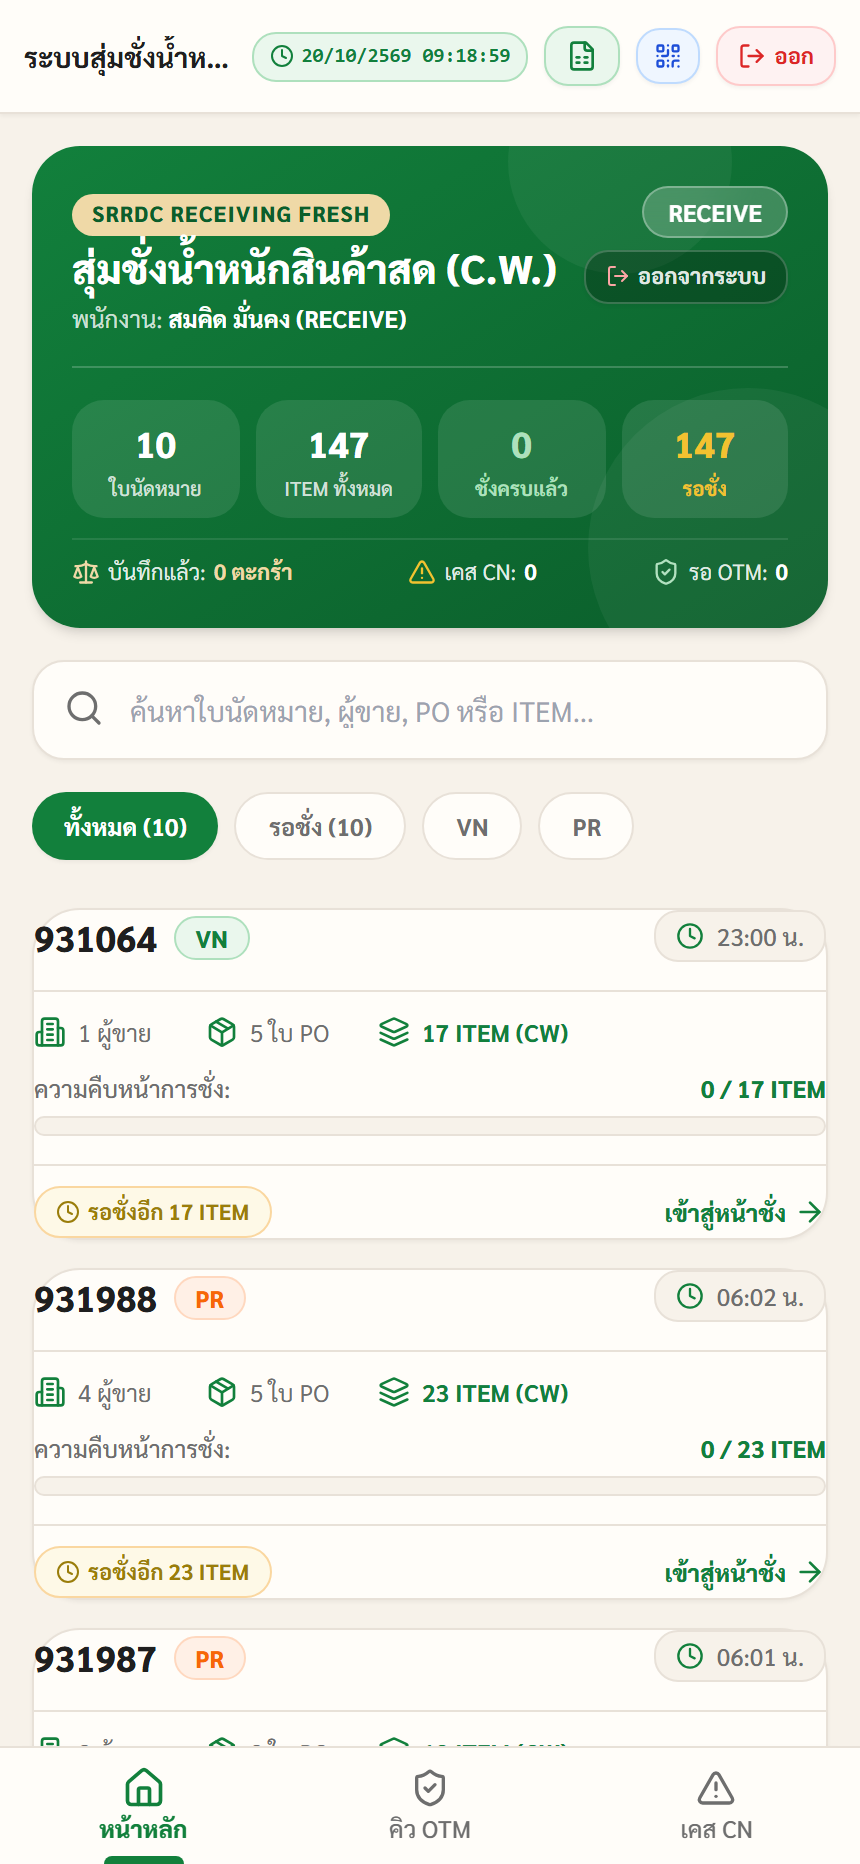 ระบบสุ่มชั่งน้ำห... 20/10/2569 09:18:59 ออก
SRRDC RECEIVING FRESH RECEIVE
สุ่มชั่งน้ำหนักสินค้าสด (C.W.) ออกจากระบบ
พนักงาน: สมคิด มั่นคง (RECEIVE)
10 147 0 147
ใบนัดหมาย ITEM ทั้งหมด ชั่งครบแล้ว รอชั่ง
บันทึกแล้ว: 0 ตะกร้า เคส CN: 0 รอ OTM: 0
ค้นหาใบนัดหมาย, ผู้ขาย, PO หรือ ITEM...
ทั้งหมด (10) รอชั่ง (10) VN PR
931064 VN 23:00 น.
1 ผู้ขาย 5 ใบ PO 17 ITEM (CW)
ความคืบหน้าการชั่ง: 0 / 17 ITEM
รอชั่งอีก 17 ITEM เข้าสู่หน้าชั่ง
931988 PR 06:02 น.
4 ผู้ขาย 5 ใบ PO 23 ITEM (CW)
ความคืบหน้าการชั่ง: 0 / 23 ITEM
รอชั่งอีก 23 ITEM เข้าสู่หน้าชั่ง
931987 PR 06:01 น.
หน้าหลัก คิว OTM เคส CN